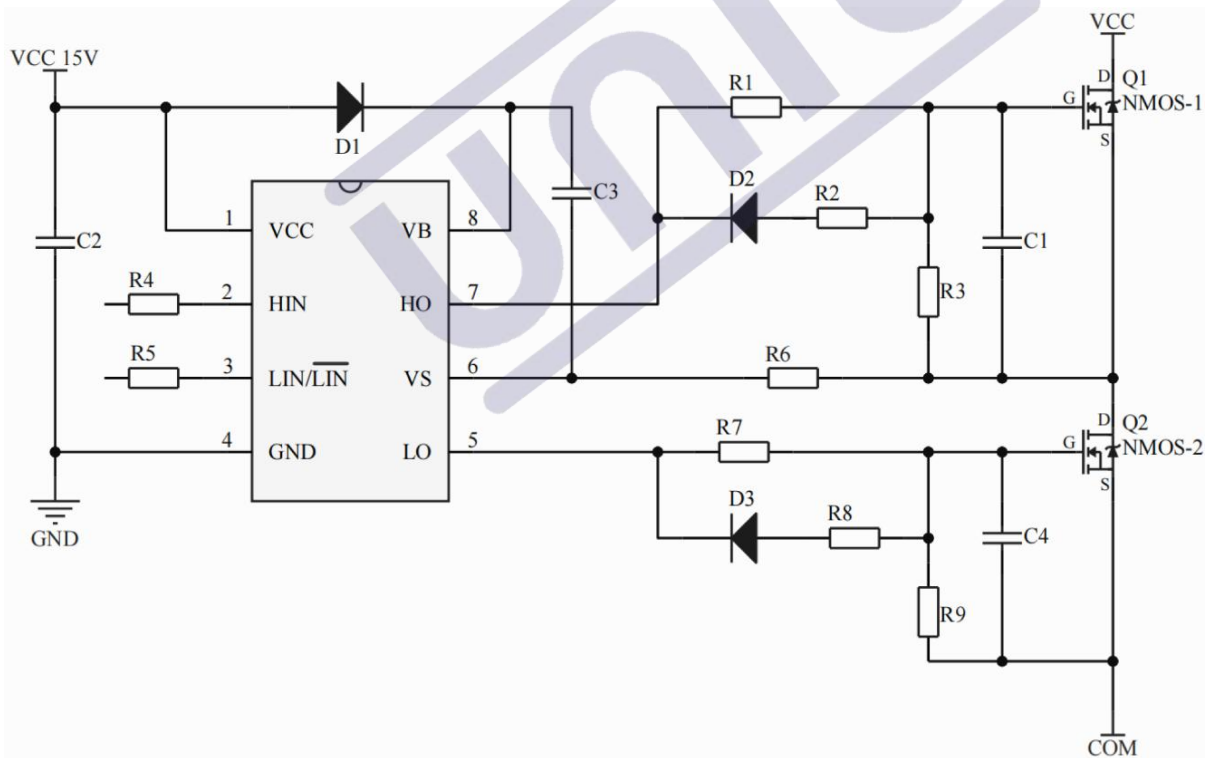 VCC
VCC 15V
D Q1
R1
G
NMOS-1
S
D1
D2
R2
C3
1 VCC VB 8
C2
C1
R4
2 HIN HO 7
R3
R5
R6
3 LIN/L̅I̅N̅ VS 6
D Q2
R7
G
NMOS-2
4 GND LO 5
S
D3
R8
GND
C4
R9
COM